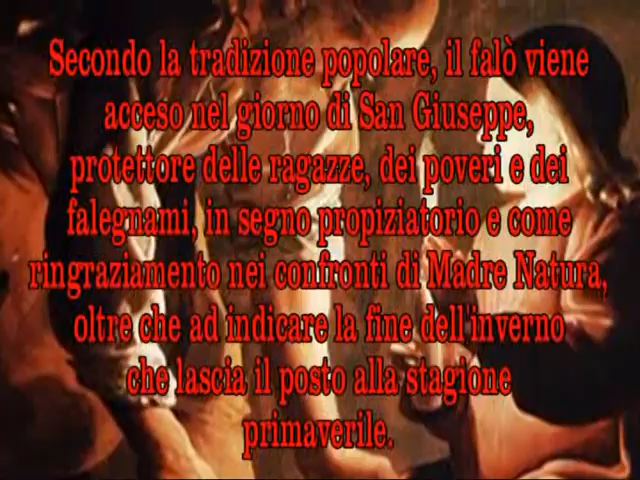 Secondo la tradizione popolare, il falò viene
acceso nel giorno di San Giuseppe,
protettore delle ragazze, dei poveri e dei
falegnami, in segno propiziatorio e come
ringraziamento nei confronti di Madre Natura,
oltre che ad indicare la fine dell'inverno
che lascia il posto alla stagione
primaverile.